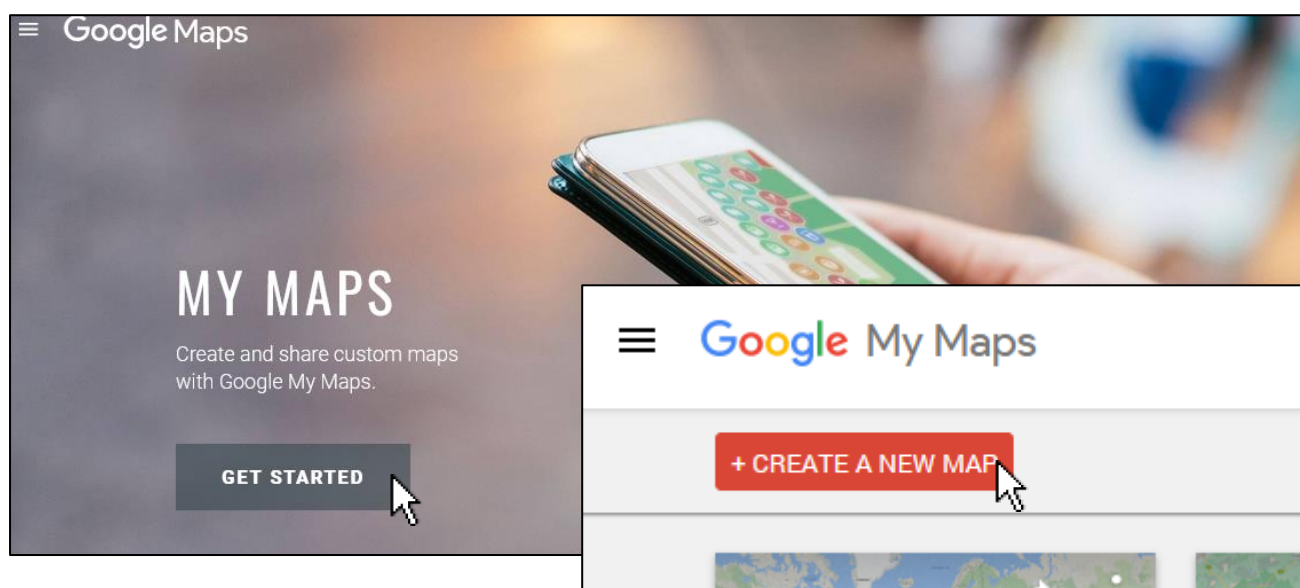 Google Maps
MY MAPS
Create and share custom maps
with Google My Maps.
GET STARTED
Google My Maps
+ CREATE A NEW MAP